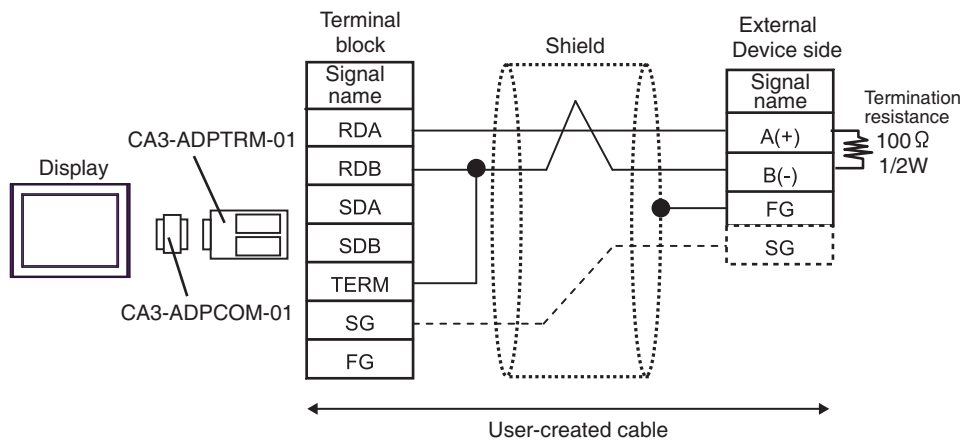 Terminal
block
Shield
External
Device side
Signal
name
Signal
name
Termination
resistance
100Ω
1/2W
CA3-ADPTRM-01
Display
CA3-ADPCOM-01
RDA
RDB
SDA
SDB
TERM
SG
FG
A(+)
B(-)
FG
SG
User-created cable